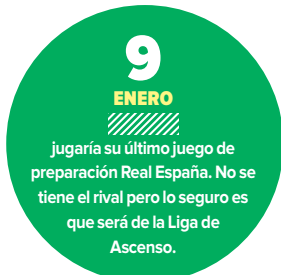 9
ENERO
jugaría su último juego de
preparación Real España. No se
tiene el rival pero lo seguro es
que será de la Liga de
Ascenso.